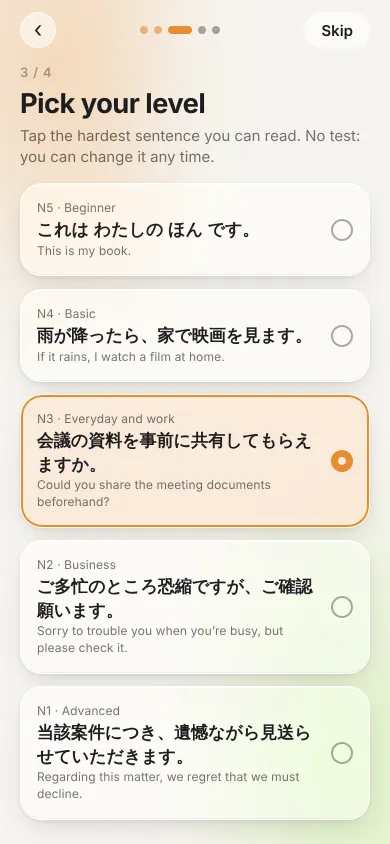 Skip
3 / 4
Pick your level
Tap the hardest sentence you can read. No test:
you can change it any time.
N5 · Beginner
これは わたしの ほん です。
This is my book.
N4 · Basic
雨が降ったら、家で映画を見ます。
If it rains, I watch a film at home.
N3 · Everyday and work
会議の資料を事前に共有してもらえ
ますか。
Could you share the meeting documents
beforehand?
N2 · Business
ご多忙のところ恐縮ですが、ご確認
願います。
Sorry to trouble you when you’re busy, but
please check it.
N1 · Advanced
当該案件につき、遺憾ながら見送ら
せていただきます。
Regarding this matter, we regret that we must
decline.